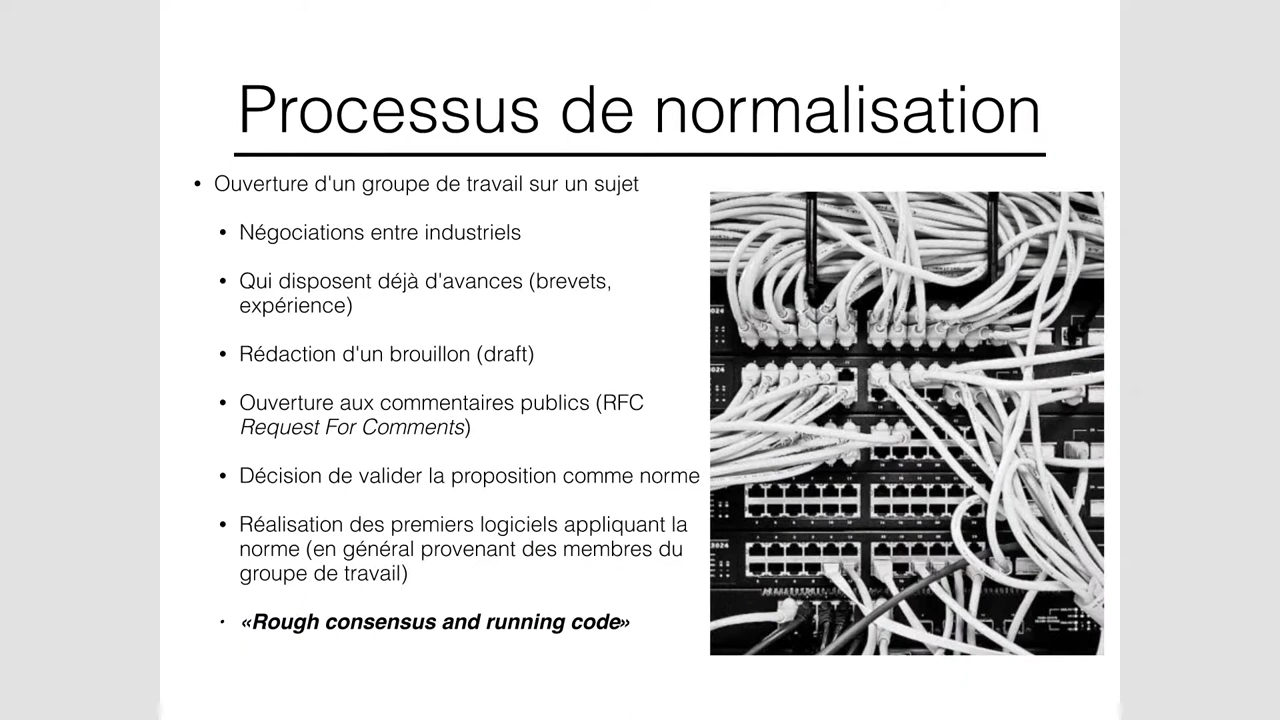 Processus de normalisation
• Ouverture d'un groupe de travail sur un sujet
• Négociations entre industriels
• Qui disposent déjà d'avances (brevets,
expérience)
• Rédaction d'un brouillon (draft)
• Ouverture aux commentaires publics (RFC
Request For Comments)
• Décision de valider la proposition comme norme
• Réalisation des premiers logiciels appliquant la
norme (en général provenant des membres du
groupe de travail)
• «Rough consensus and running code»